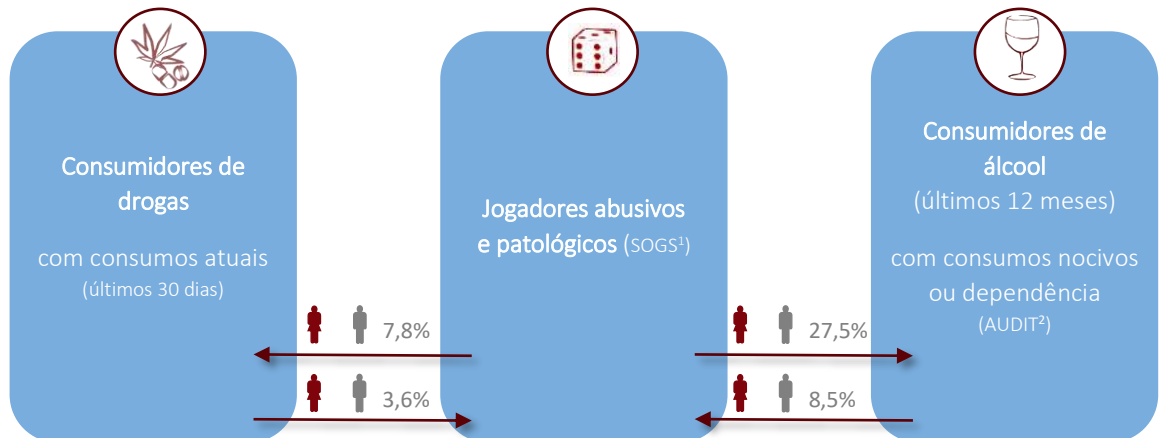 Consumidores de
drogas
com consumos atuais
(últimos 30 dias)
7,8%
3,6%
Jogadores abusivos
e patológicos (SOGS¹)
27,5%
8,5%
Consumidores de
álcool
(últimos 12 meses)
com consumos nocivos
ou dependência
(AUDIT²)